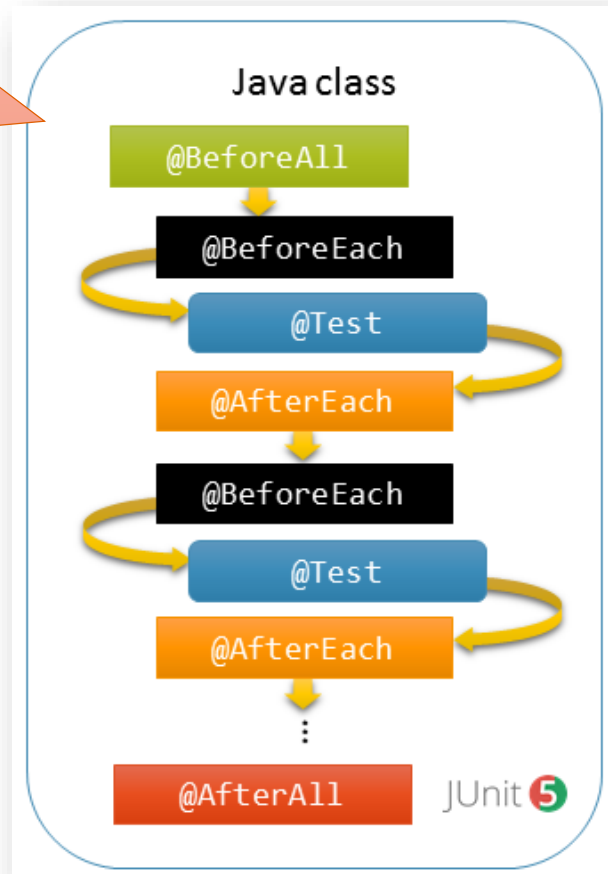 Java class
@BeforeAll
@BeforeEach
@Test
@AfterEach
@BeforeEach
@Test
@AfterEach
...
@AfterAll
JUnit 5